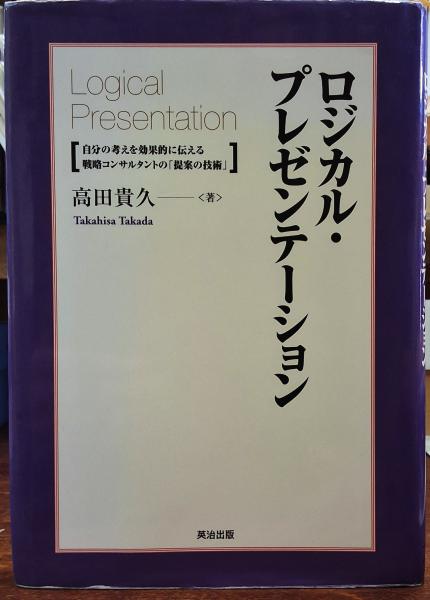 ロジカル・
プレゼンテーション
Logical
Presentation
自分の考えを効果的に伝える
戦略コンサルタントの「提案の技術」
高田貴久──〈著〉
Takahisa Takada
英治出版